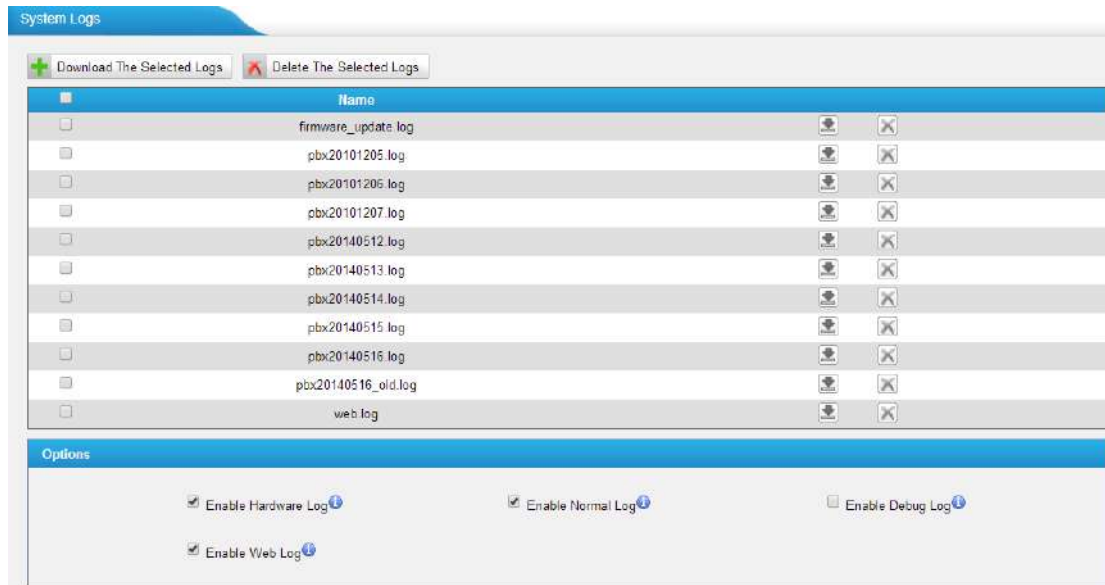 System Logs
Download The Selected Logs Delete The Selected Logs
Name
firmware_update.log
pbx20101205.log
pbx20101206.log
pbx20101207.log
pbx20140512.log
pbx20140513.log
pbx20140514.log
pbx20140515.log
pbx20140516.log
pbx20140516_old.log
web.log
Options
Enable Hardware Log Enable Normal Log Enable Debug Log
Enable Web Log